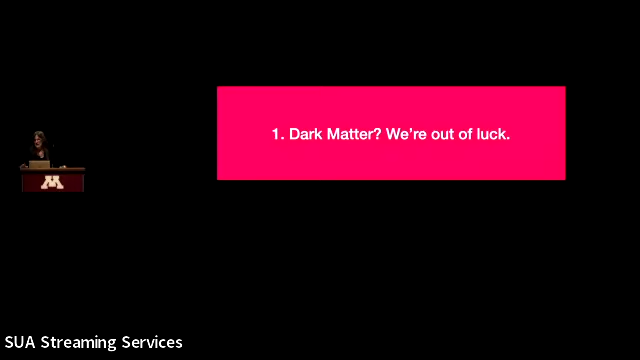 1. Dark Matter? We're out of luck.
M
SUA Streaming Services